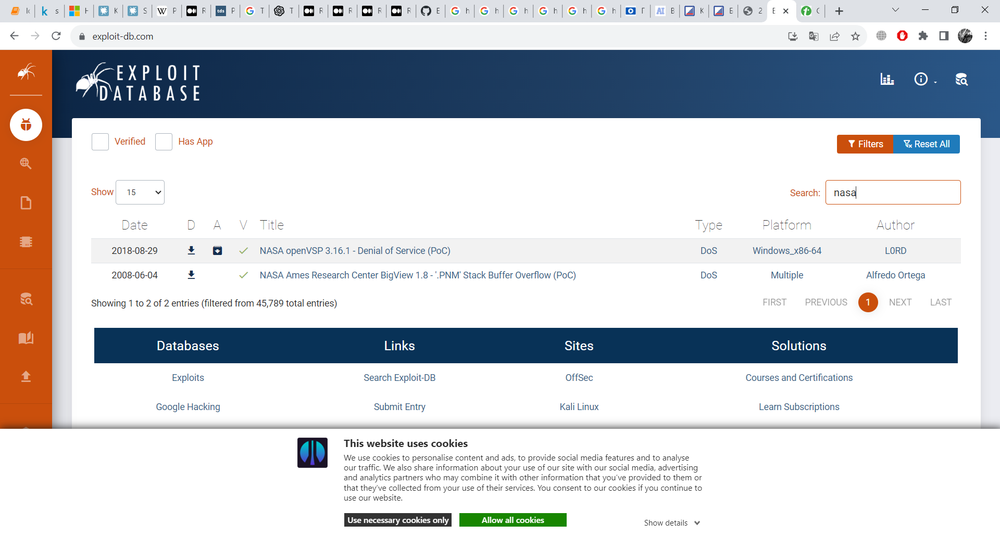 exploit-db.com
EXPLOIT
DATABASE
Verified Has App
Filters Reset All
Show 15
Search: nasa
Date D A V Title Type Platform Author
2018-08-29 NASA openVSP 3.16.1 - Denial of Service (PoC) DoS Windows_x86-64 L0RD
2008-06-04 NASA Ames Research Center BigView 1.8 - '.PNM' Stack Buffer Overflow (PoC) DoS Multiple Alfredo Ortega
Showing 1 to 2 of 2 entries (filtered from 45,789 total entries)
FIRST PREVIOUS 1 NEXT LAST
Databases Links Sites Solutions
Exploits Search Exploit-DB OffSec Courses and Certifications
Google Hacking Submit Entry Kali Linux Learn Subscriptions
This website uses cookies
We use cookies to personalise content and ads, to provide social media features and to analyse
our traffic. We also share information about your use of our site with our social media, advertising
and analytics partners who may combine it with other information that you've provided to them or
that they've collected from your use of their services. You consent to our cookies if you continue to
use our website.
Use necessary cookies only Allow all cookies Show details